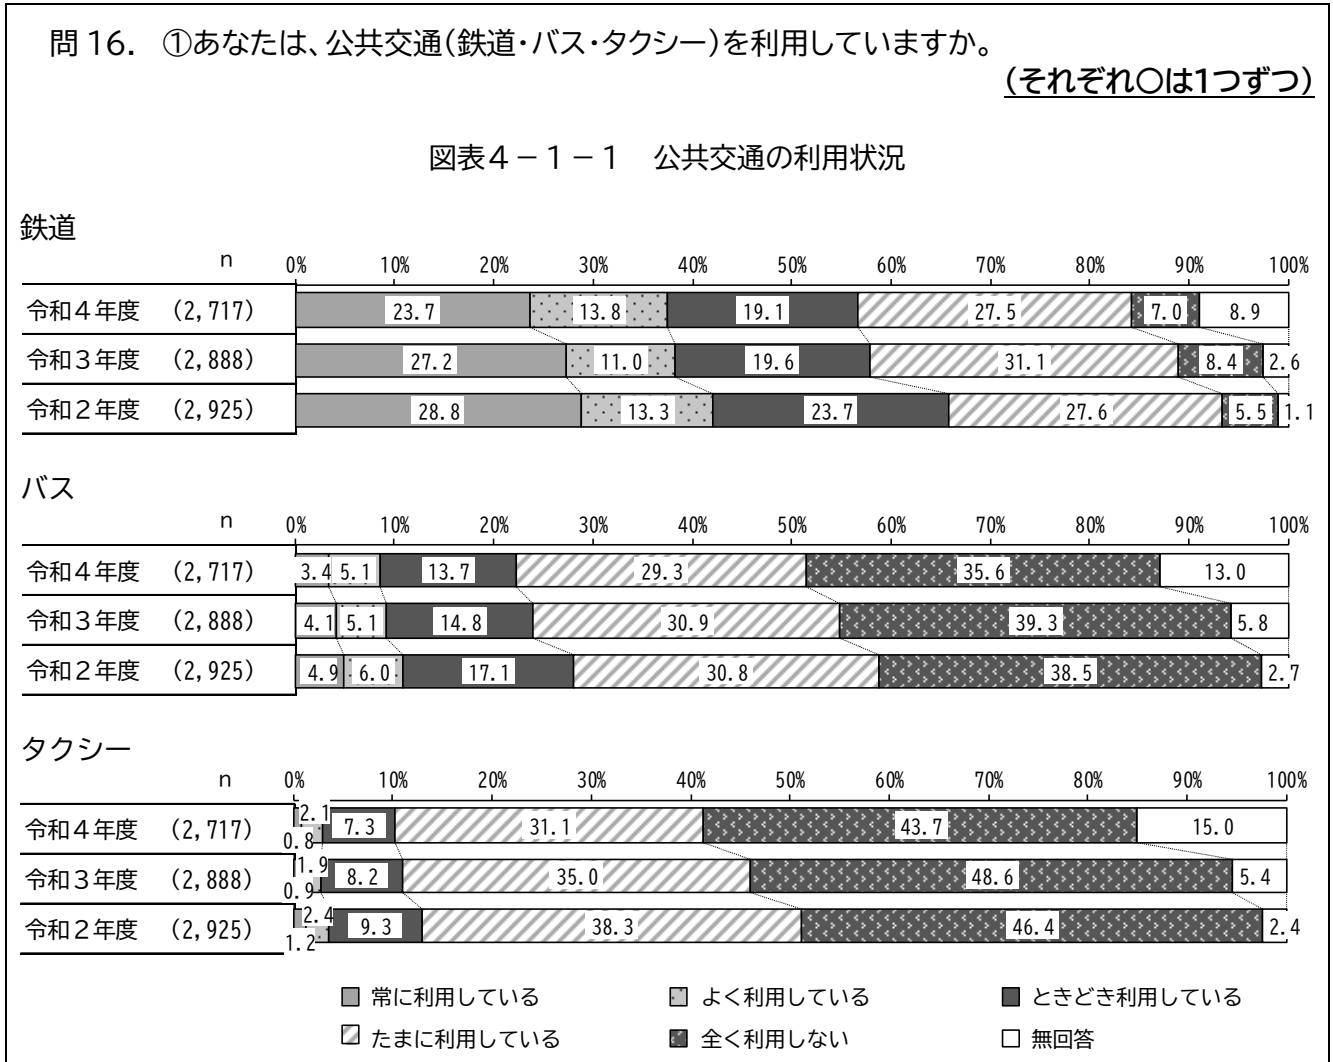 問16. ①あなたは、公共交通(鉄道・バス・タクシー)を利用していますか。
(それぞれ○は1つずつ)
図表4-1-1 公共交通の利用状況
鉄道
n 0% 10% 20% 30% 40% 50% 60% 70% 80% 90% 100%
令和4年度 (2,717) 23.7 13.8 19.1 27.5 7.0 8.9
令和3年度 (2,888) 27.2 11.0 19.6 31.1 8.4 2.6
令和2年度 (2,925) 28.8 13.3 23.7 27.6 5.5 1.1
バス
n 0% 10% 20% 30% 40% 50% 60% 70% 80% 90% 100%
令和4年度 (2,717) 3.4 5.1 13.7 29.3 35.6 13.0
令和3年度 (2,888) 4.1 5.1 14.8 30.9 39.3 5.8
令和2年度 (2,925) 4.9 6.0 17.1 30.8 38.5 2.7
タクシー
n 0% 10% 20% 30% 40% 50% 60% 70% 80% 90% 100%
令和4年度 (2,717) 0.8 2.1 7.3 31.1 43.7 15.0
令和3年度 (2,888) 0.9 1.9 8.2 35.0 48.6 5.4
令和2年度 (2,925) 1.2 2.4 9.3 38.3 46.4 2.4
常に利用している よく利用している ときどき利用している
たまに利用している 全く利用しない 無回答